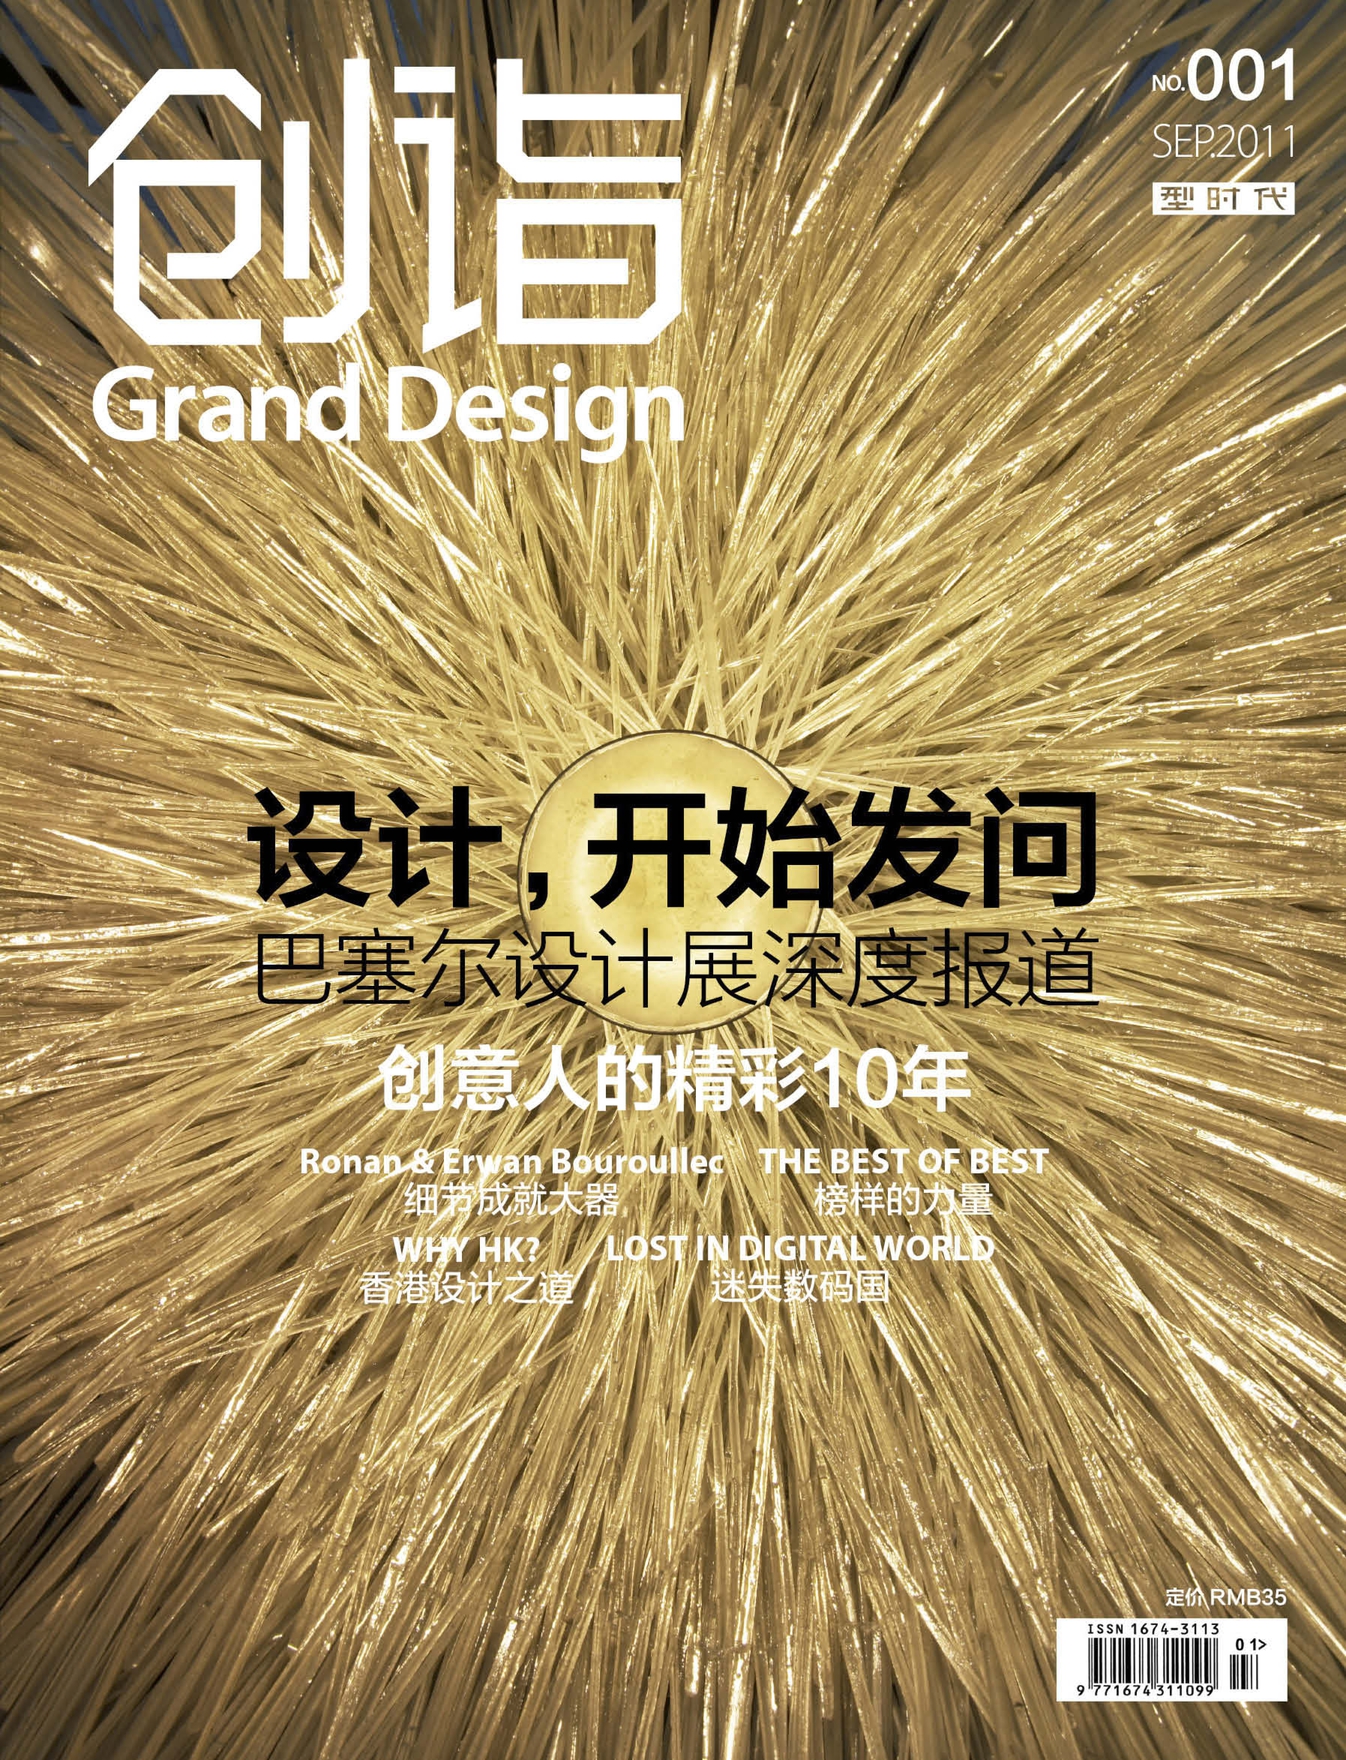 创诣
Grand Design
NO.001
SEP.2011
型时代
设计，开始发问
巴塞尔设计展深度报道
创意人的精彩10年
Ronan & Erwan Bouroullec THE BEST OF BEST
细节成就大器 榜样的力量
WHY HK? LOST IN DIGITAL WORLD
香港设计之道 迷失数码国
定价 RMB35
ISSN 1674-3113
01>
9 771674 311099